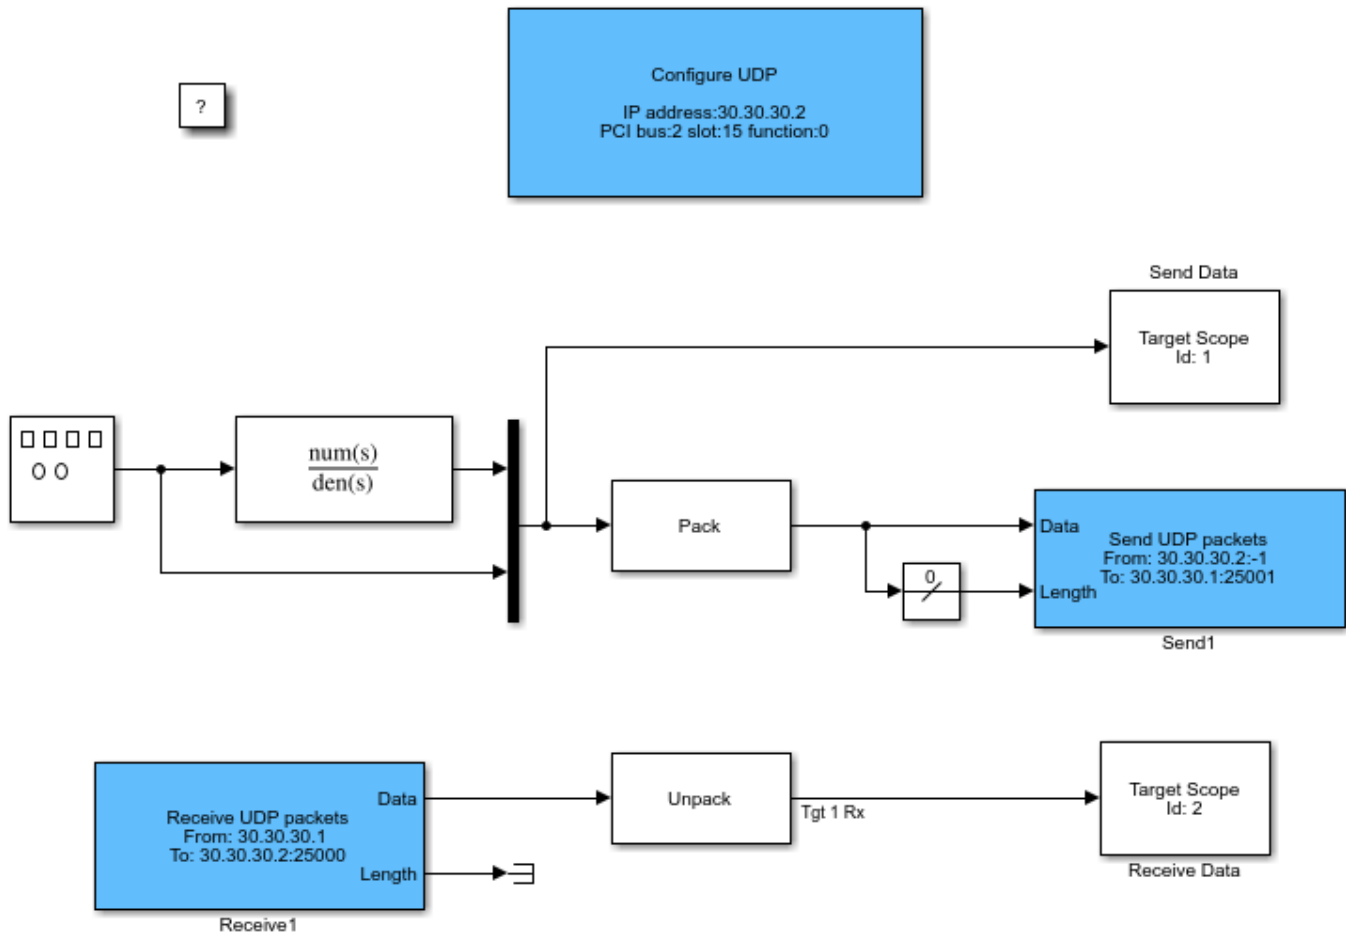 Configure UDP
IP address:30.30.30.2
PCI bus:2 slot:15 function:0
?
Send Data
Target Scope
Id: 1
num(s)
den(s)
Pack
Data
Send UDP packets
From: 30.30.30.2:-1
To: 30.30.30.1:25001
0
Length
Send1
Data
Receive UDP packets
From: 30.30.30.1
To: 30.30.30.2:25000
Length
Receive1
Unpack
Tgt 1 Rx
Target Scope
Id: 2
Receive Data